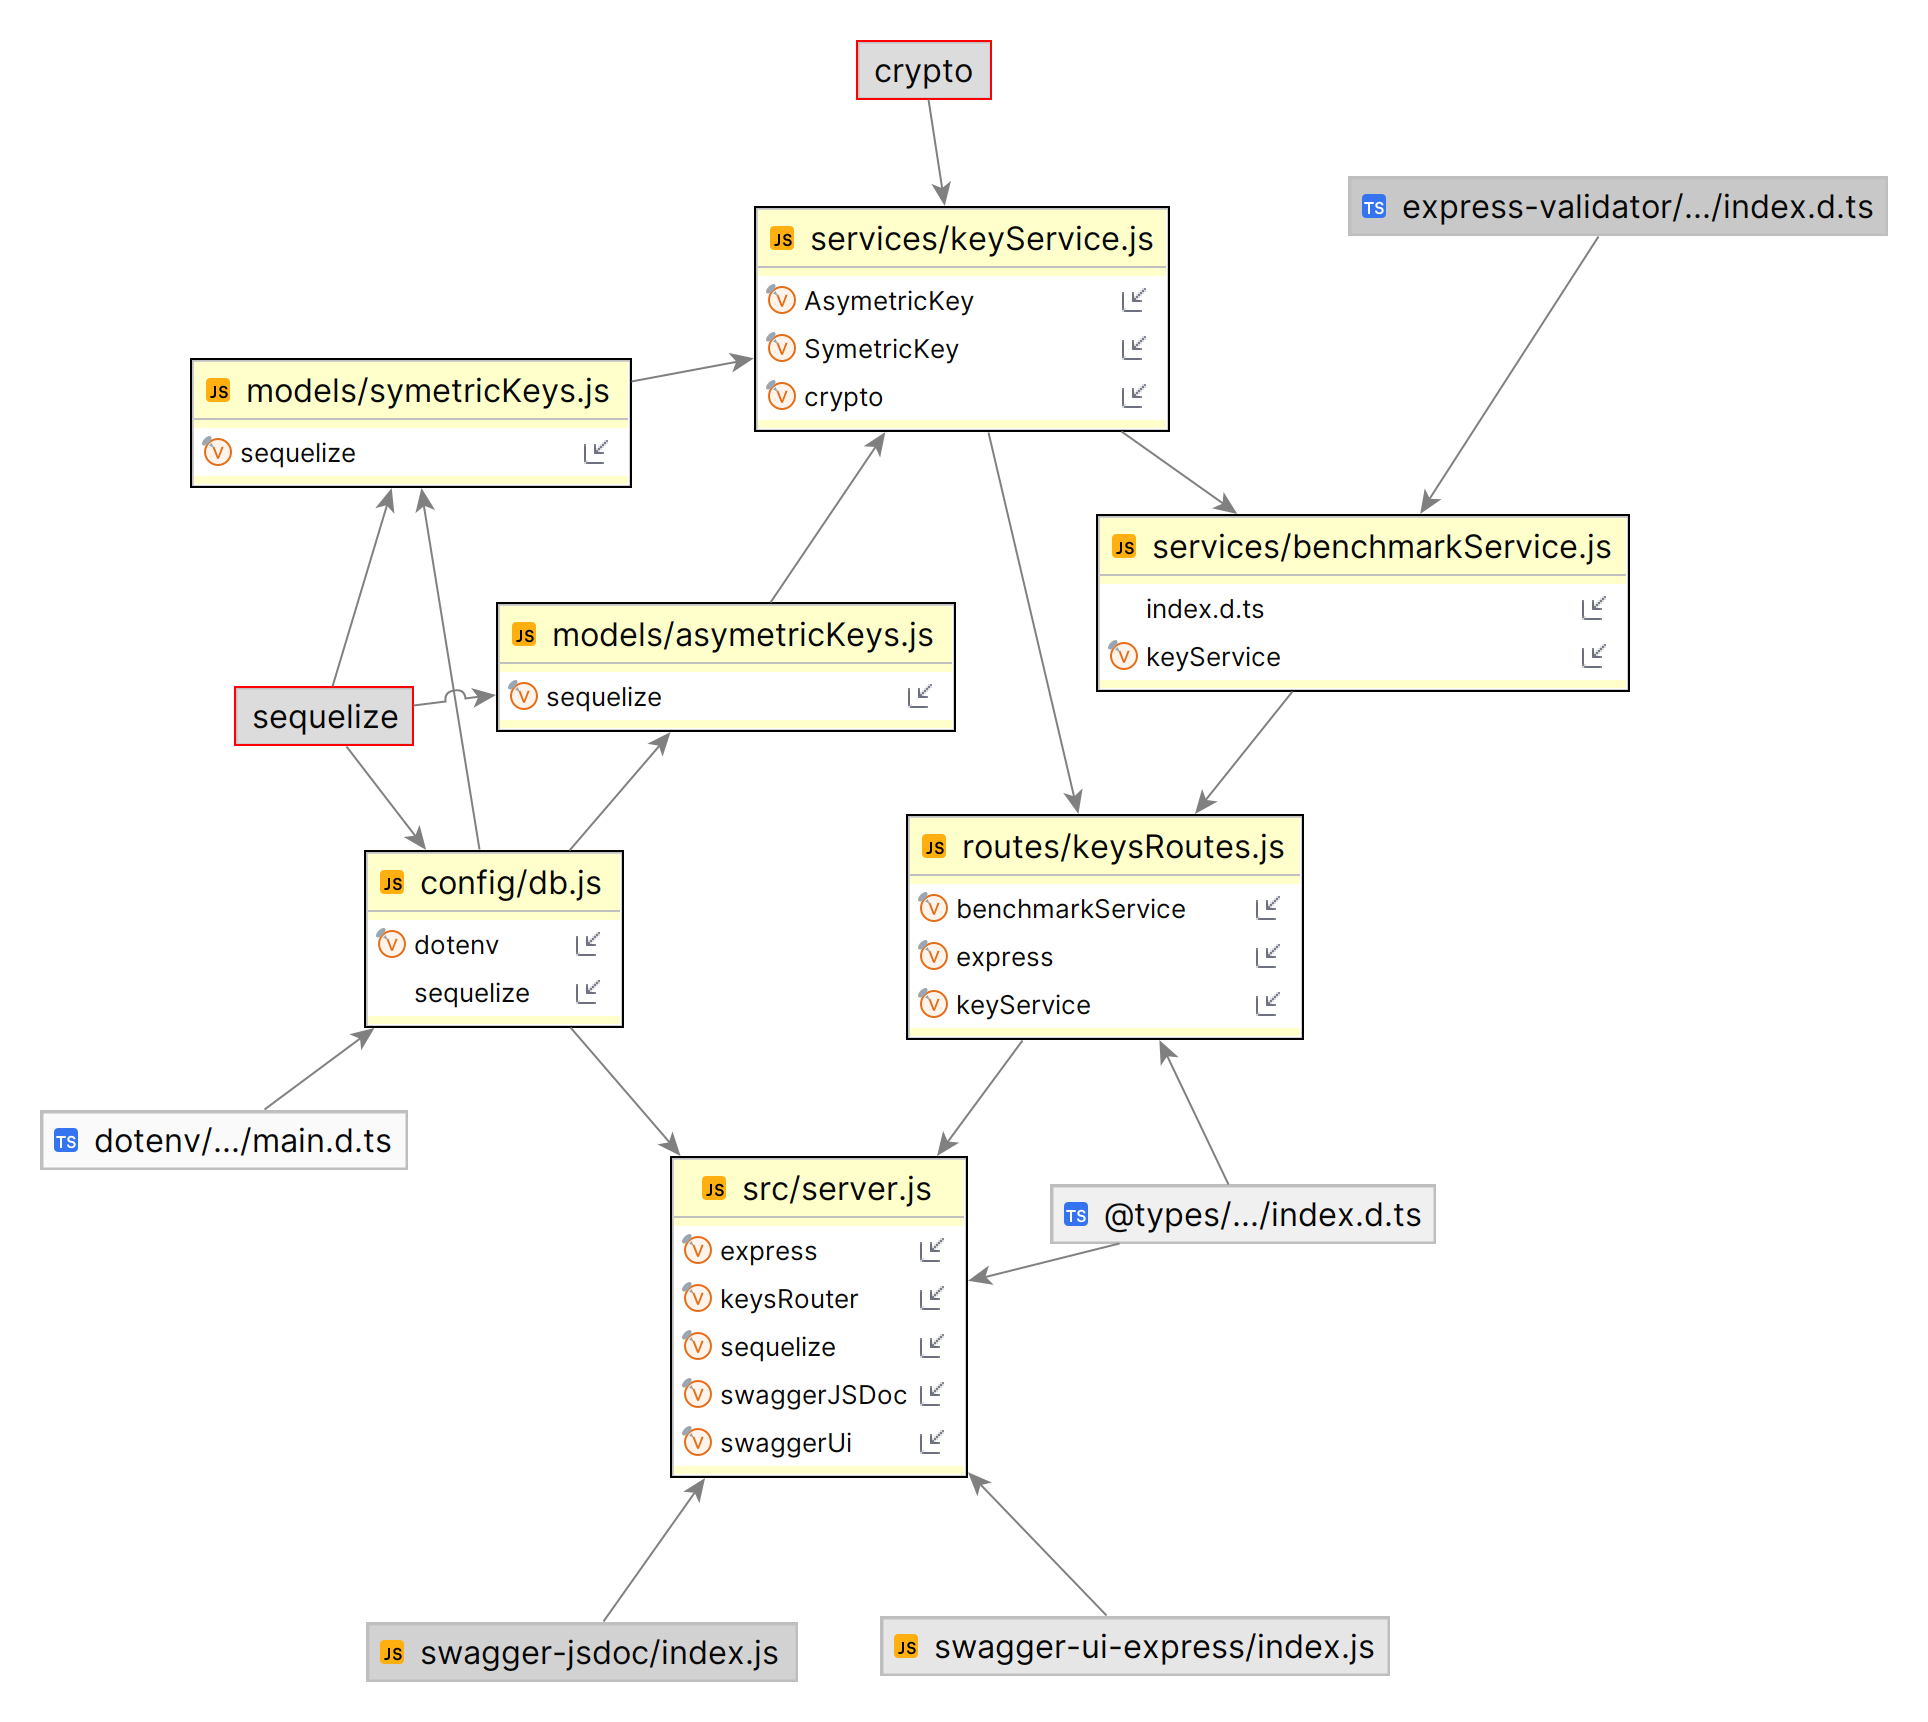 crypto
TS express-validator/.../index.d.ts
JS services/keyService.js
V AsymetricKey
V SymetricKey
V crypto
JS models/symetricKeys.js
V sequelize
JS services/benchmarkService.js
index.d.ts
V keyService
JS models/asymetricKeys.js
V sequelize
sequelize
JS config/db.js
V dotenv
sequelize
JS routes/keysRoutes.js
V benchmarkService
V express
V keyService
TS dotenv/.../main.d.ts
JS src/server.js
V express
V keysRouter
V sequelize
V swaggerJSDoc
V swaggerUi
TS @types/.../index.d.ts
JS swagger-jsdoc/index.js
JS swagger-ui-express/index.js